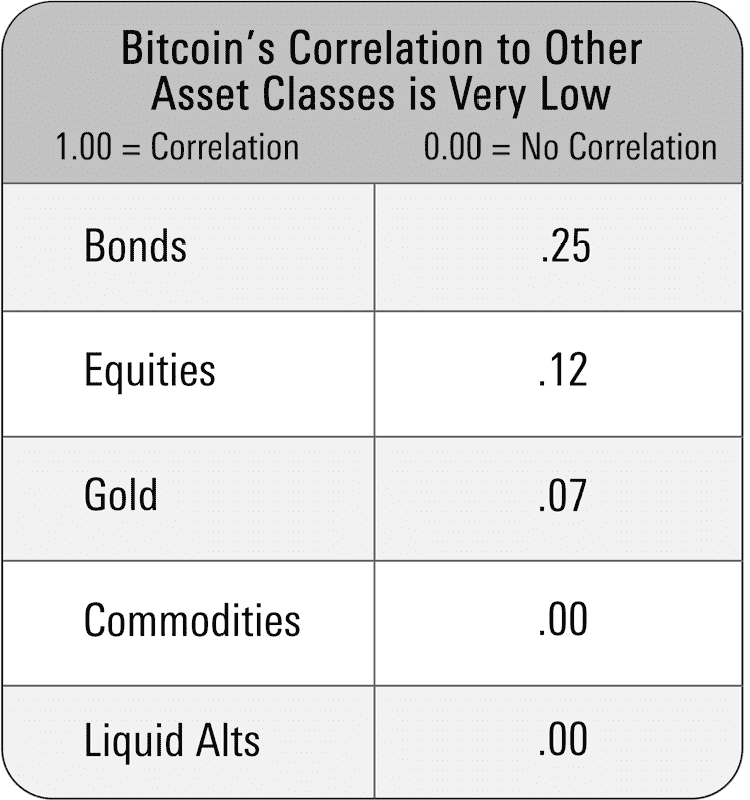 Bitcoin’s Correlation to Other
Asset Classes is Very Low
1.00 = Correlation 0.00 = No Correlation
Bonds .25
Equities .12
Gold .07
Commodities .00
Liquid Alts .00